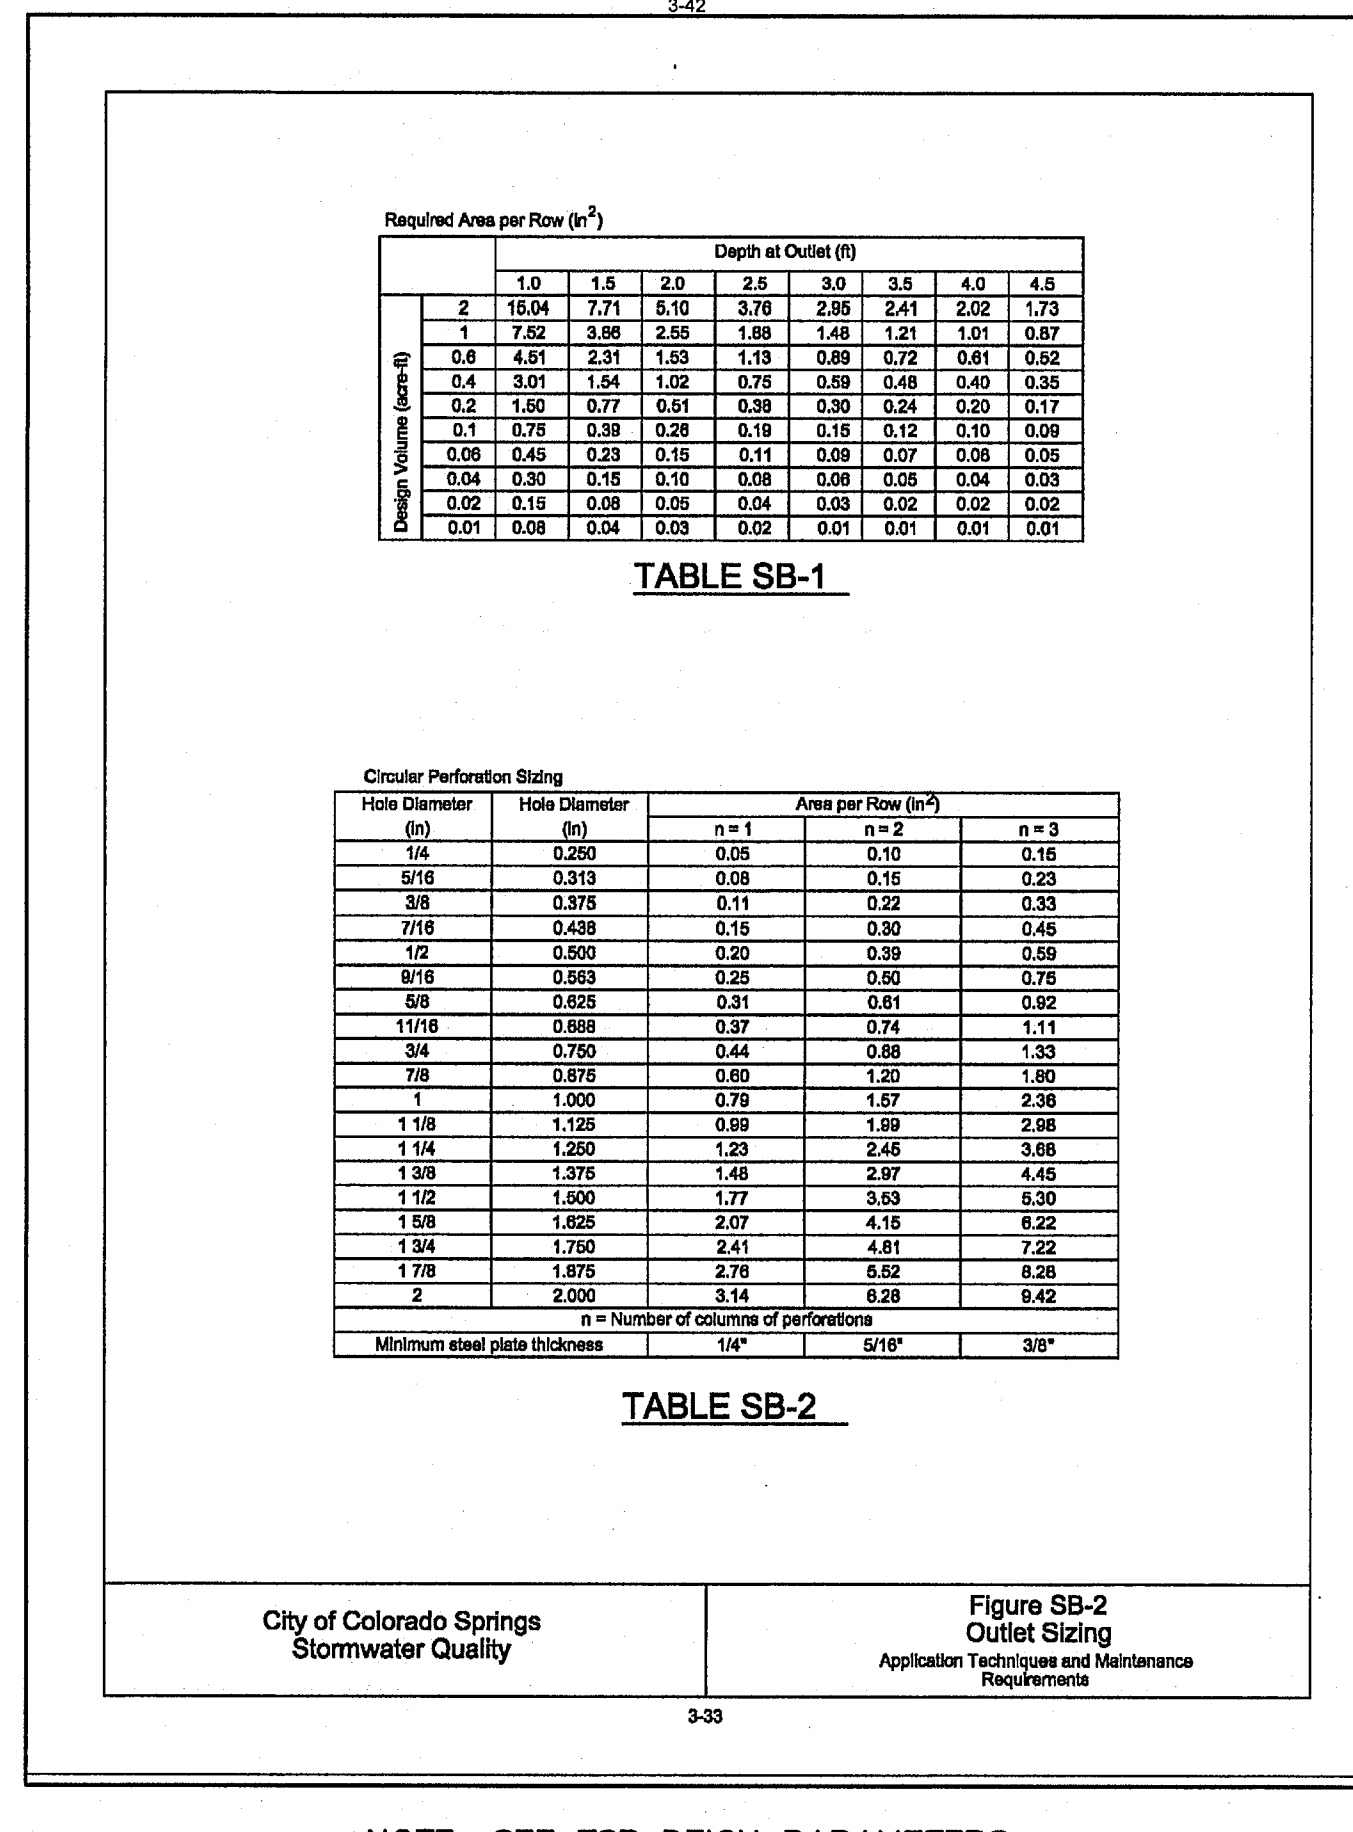 3-42
Required Area per Row (in²)
Depth at Outlet (ft)
1.0 1.5 2.0 2.5 3.0 3.5 4.0 4.5
Design Volume (acre-ft)
2 15.04 7.71 5.10 3.76 2.95 2.41 2.02 1.73
1 7.52 3.86 2.55 1.88 1.48 1.21 1.01 0.87
0.6 4.51 2.31 1.53 1.13 0.89 0.72 0.61 0.52
0.4 3.01 1.54 1.02 0.75 0.59 0.48 0.40 0.35
0.2 1.50 0.77 0.51 0.38 0.30 0.24 0.20 0.17
0.1 0.75 0.39 0.26 0.19 0.15 0.12 0.10 0.09
0.06 0.45 0.23 0.15 0.11 0.09 0.07 0.06 0.05
0.04 0.30 0.15 0.10 0.08 0.06 0.05 0.04 0.03
0.02 0.15 0.08 0.05 0.04 0.03 0.02 0.02 0.02
0.01 0.08 0.04 0.03 0.02 0.01 0.01 0.01 0.01
TABLE SB-1
Circular Perforation Sizing
Hole Diameter Hole Diameter Area per Row (in²)
(in) (in) n = 1 n = 2 n = 3
1/4 0.250 0.05 0.10 0.15
5/16 0.313 0.08 0.15 0.23
3/8 0.375 0.11 0.22 0.33
7/16 0.438 0.15 0.30 0.45
1/2 0.500 0.20 0.39 0.59
9/16 0.563 0.25 0.50 0.75
5/8 0.625 0.31 0.61 0.92
11/16 0.688 0.37 0.74 1.11
3/4 0.750 0.44 0.88 1.33
7/8 0.875 0.60 1.20 1.80
1 1.000 0.79 1.57 2.36
1 1/8 1.125 0.99 1.99 2.98
1 1/4 1.250 1.23 2.45 3.68
1 3/8 1.375 1.48 2.97 4.45
1 1/2 1.500 1.77 3.53 5.30
1 5/8 1.625 2.07 4.15 6.22
1 3/4 1.750 2.41 4.81 7.22
1 7/8 1.875 2.76 5.52 8.28
2 2.000 3.14 6.28 9.42
n = Number of columns of perforations
Minimum steel plate thickness 1/4" 5/16" 3/8"
TABLE SB-2
City of Colorado Springs
Stormwater Quality
Figure SB-2
Outlet Sizing
Application Techniques and Maintenance
Requirements
3-33